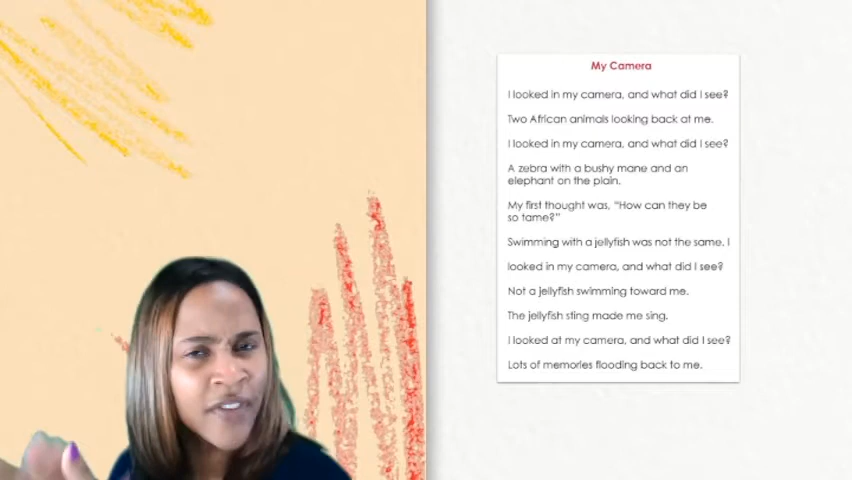 My Camera
I looked in my camera, and what did I see?
Two African animals looking back at me.
I looked in my camera, and what did I see?
A zebra with a bushy mane and an
elephant on the plain.
My first thought was, “How can they be
so tame?”
Swimming with a jellyfish was not the same. I
looked in my camera, and what did I see?
Not a jellyfish swimming toward me.
The jellyfish sting made me sing.
I looked at my camera, and what did I see?
Lots of memories flooding back to me.